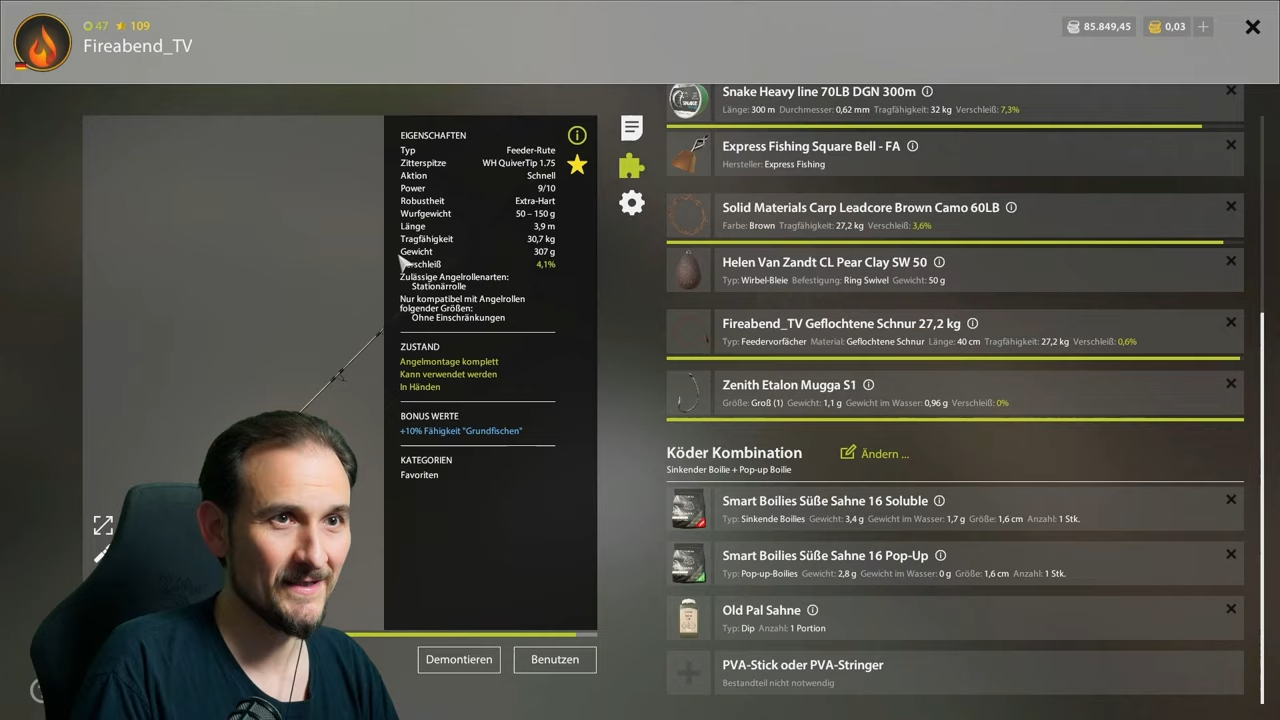 47 109
Fireabend_TV
85.849,45
0,03
EIGENSCHAFTEN
Typ Feeder-Rute
Zitterspitze WH QuiverTip 1.75
Aktion Schnell
Power 9/10
Robustheit Extra-Hart
Wurfgewicht 50 – 150 g
Länge 3,9 m
Tragfähigkeit 30,7 kg
Gewicht 307 g
4,1%
Zulässige Angelrollenarten:
Stationärrolle
Nur kompatibel mit Angelrollen
folgender Größen:
Ohne Einschränkungen
ZUSTAND
Angelmontage komplett
Kann verwendet werden
In Händen
BONUS WERTE
+10% Fähigkeit "Grundfischen"
KATEGORIEN
Favoriten
Demontieren
Benutzen
Snake Heavy line 70LB DGN 300m
Länge: 300 m Durchmesser: 0,62 mm Tragfähigkeit: 32 kg Verschleiß: 7,3%
Express Fishing Square Bell - FA
Hersteller: Express Fishing
Solid Materials Carp Leadcore Brown Camo 60LB
Farbe: Brown Tragfähigkeit: 27,2 kg Verschleiß: 3,6%
Helen Van Zandt CL Pear Clay SW 50
Typ: Wirbel-Bleie Befestigung: Ring Swivel Gewicht: 50 g
Fireabend_TV Geflochtene Schnur 27,2 kg
Typ: Feedervorfächer Material: Geflochtene Schnur Länge: 40 cm Tragfähigkeit: 27,2 kg Verschleiß: 0,6%
Zenith Etalon Mugga S1
Größe: Groß (1) Gewicht: 1,1 g Gewicht im Wasser: 0,96 g Verschleiß: 0%
Köder Kombination
Ändern ...
Sinkender Boilie + Pop-up Boilie
Smart Boilies Süße Sahne 16 Soluble
Typ: Sinkende Boilies Gewicht: 3,4 g Gewicht im Wasser: 1,7 g Größe: 1,6 cm Anzahl: 1 Stk.
Smart Boilies Süße Sahne 16 Pop-Up
Typ: Pop-up-Boilies Gewicht: 2,8 g Gewicht im Wasser: 0 g Größe: 1,6 cm Anzahl: 1 Stk.
Old Pal Sahne
Typ: Dip Anzahl: 1 Portion
PVA-Stick oder PVA-Stringer
Bestandteil nicht notwendig